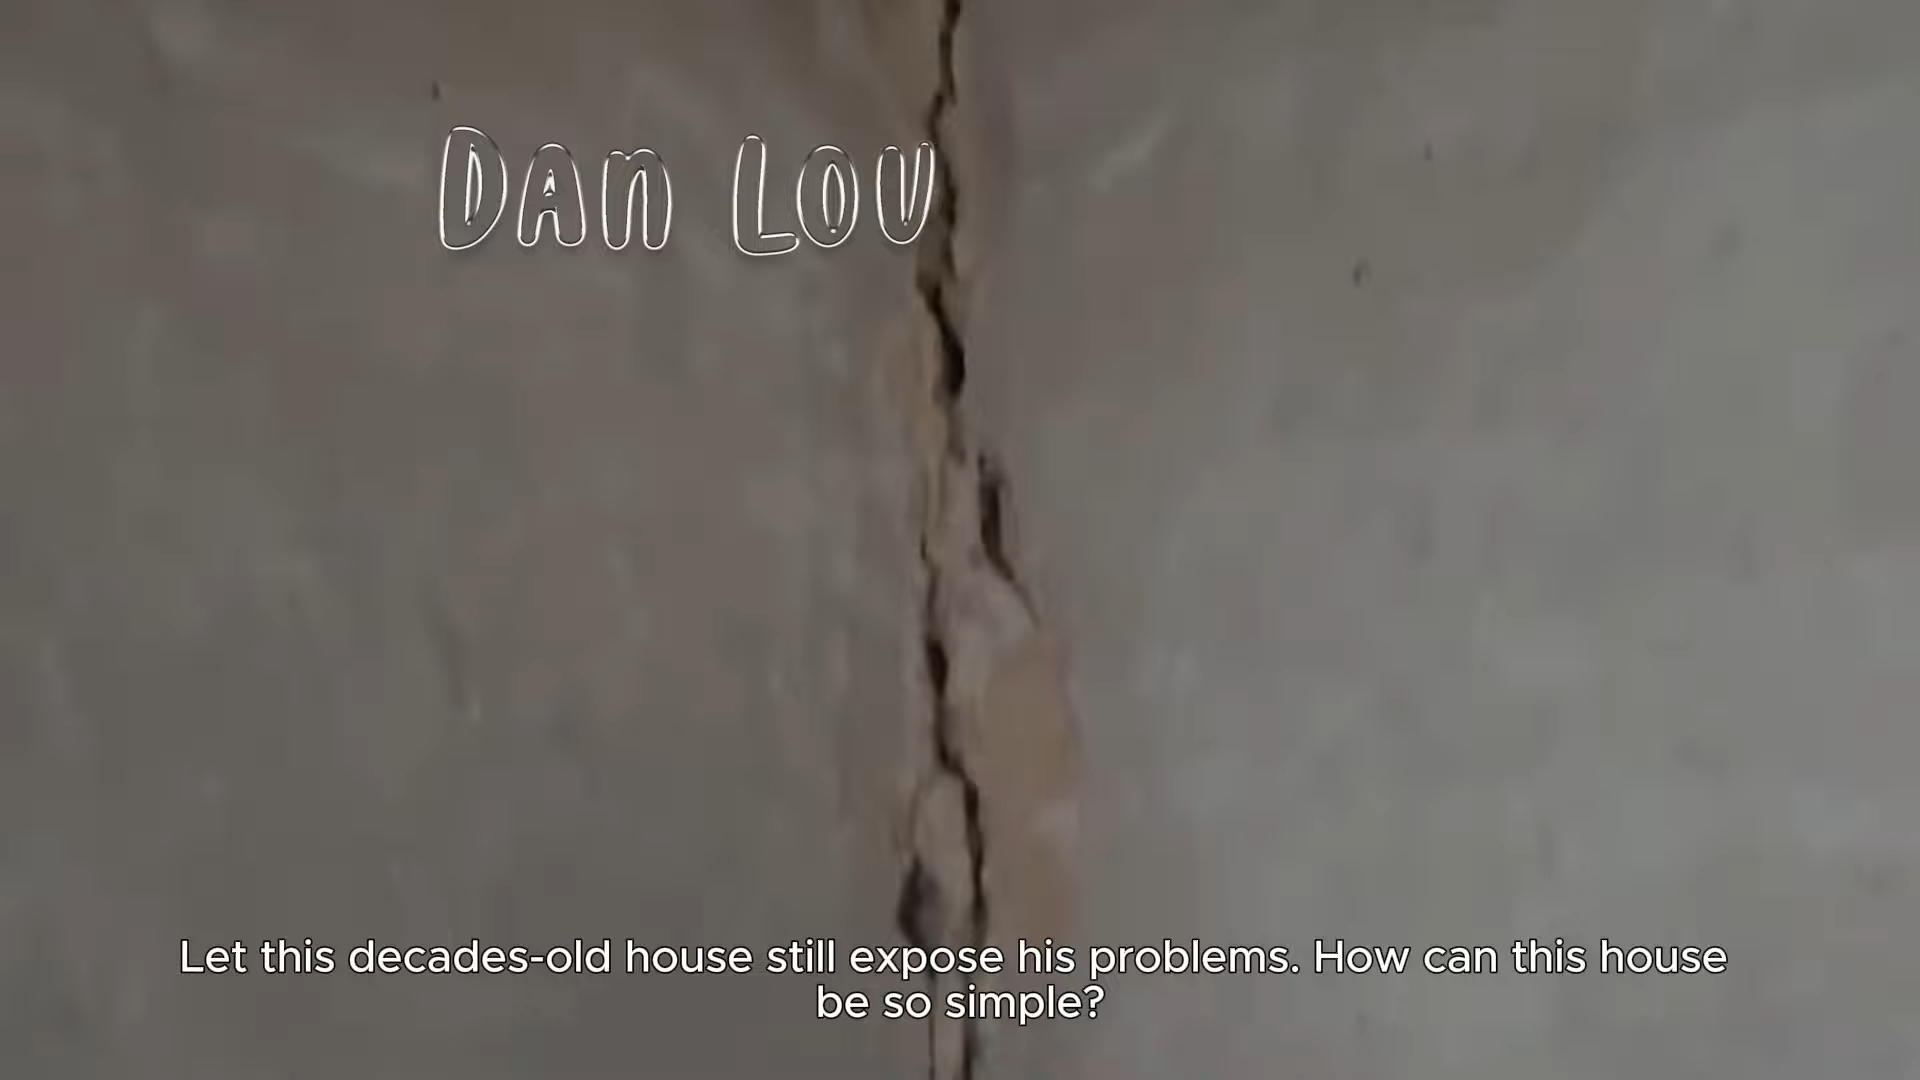 DAn LOU
Let this decades-old house still expose his problems. How can this house
be so simple?